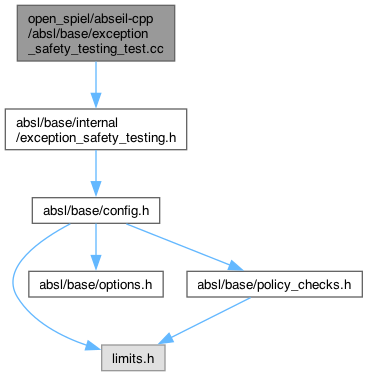 open_spiel/abseil-cpp
/absl/base/exception
_safety_testing_test.cc
absl/base/internal
/exception_safety_testing.h
absl/base/config.h
absl/base/options.h
absl/base/policy_checks.h
limits.h